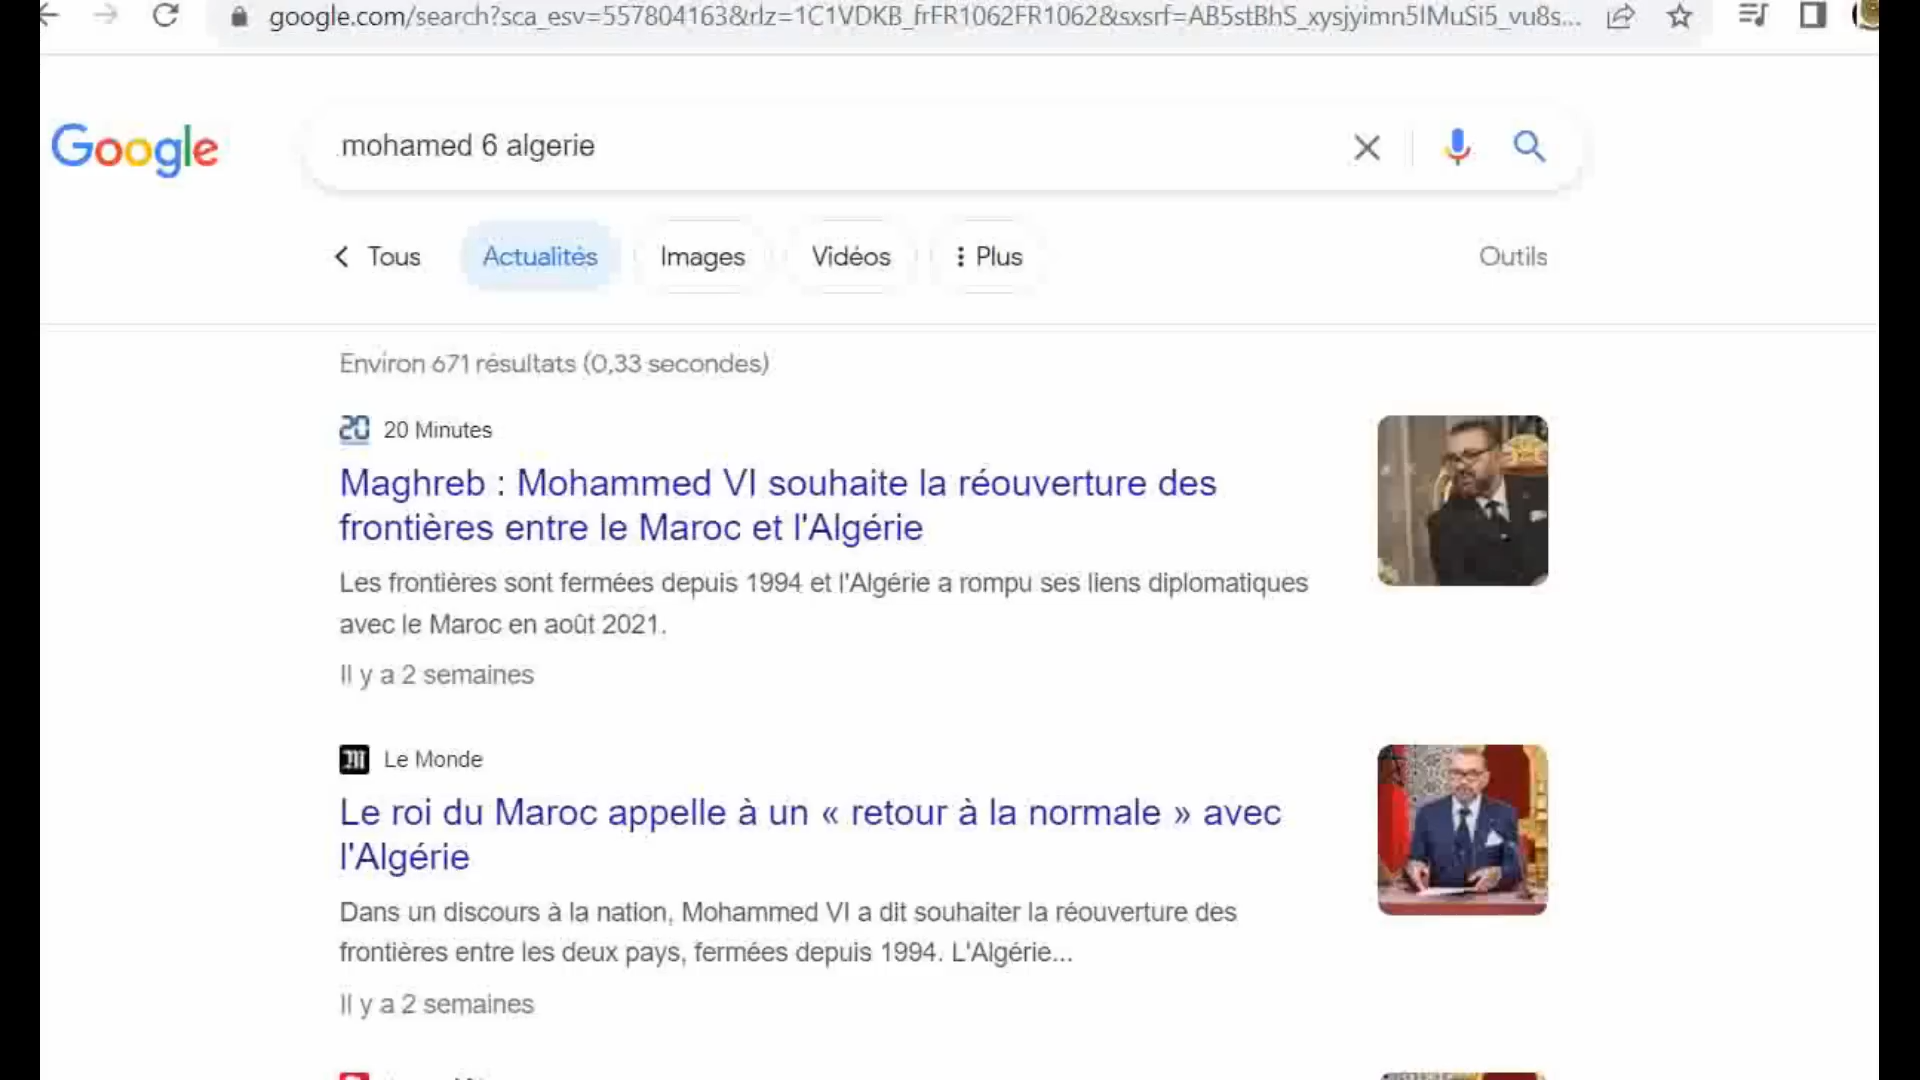 google.com/search?sca_esv=557804163&rlz=1C1VDKB_frFR1062FR1062&sxsrf=AB5stBhS_xysjyimn5IMuSi5_vu8s...
Google
mohamed 6 algerie
Tous Actualités Images Vidéos Plus Outils
Environ 671 résultats (0,33 secondes)
20 20 Minutes
Maghreb : Mohammed VI souhaite la réouverture des
frontières entre le Maroc et l'Algérie
Les frontières sont fermées depuis 1994 et l'Algérie a rompu ses liens diplomatiques
avec le Maroc en août 2021.
Il y a 2 semaines
M Le Monde
Le roi du Maroc appelle à un « retour à la normale » avec
l'Algérie
Dans un discours à la nation, Mohammed VI a dit souhaiter la réouverture des
frontières entre les deux pays, fermées depuis 1994. L'Algérie...
Il y a 2 semaines